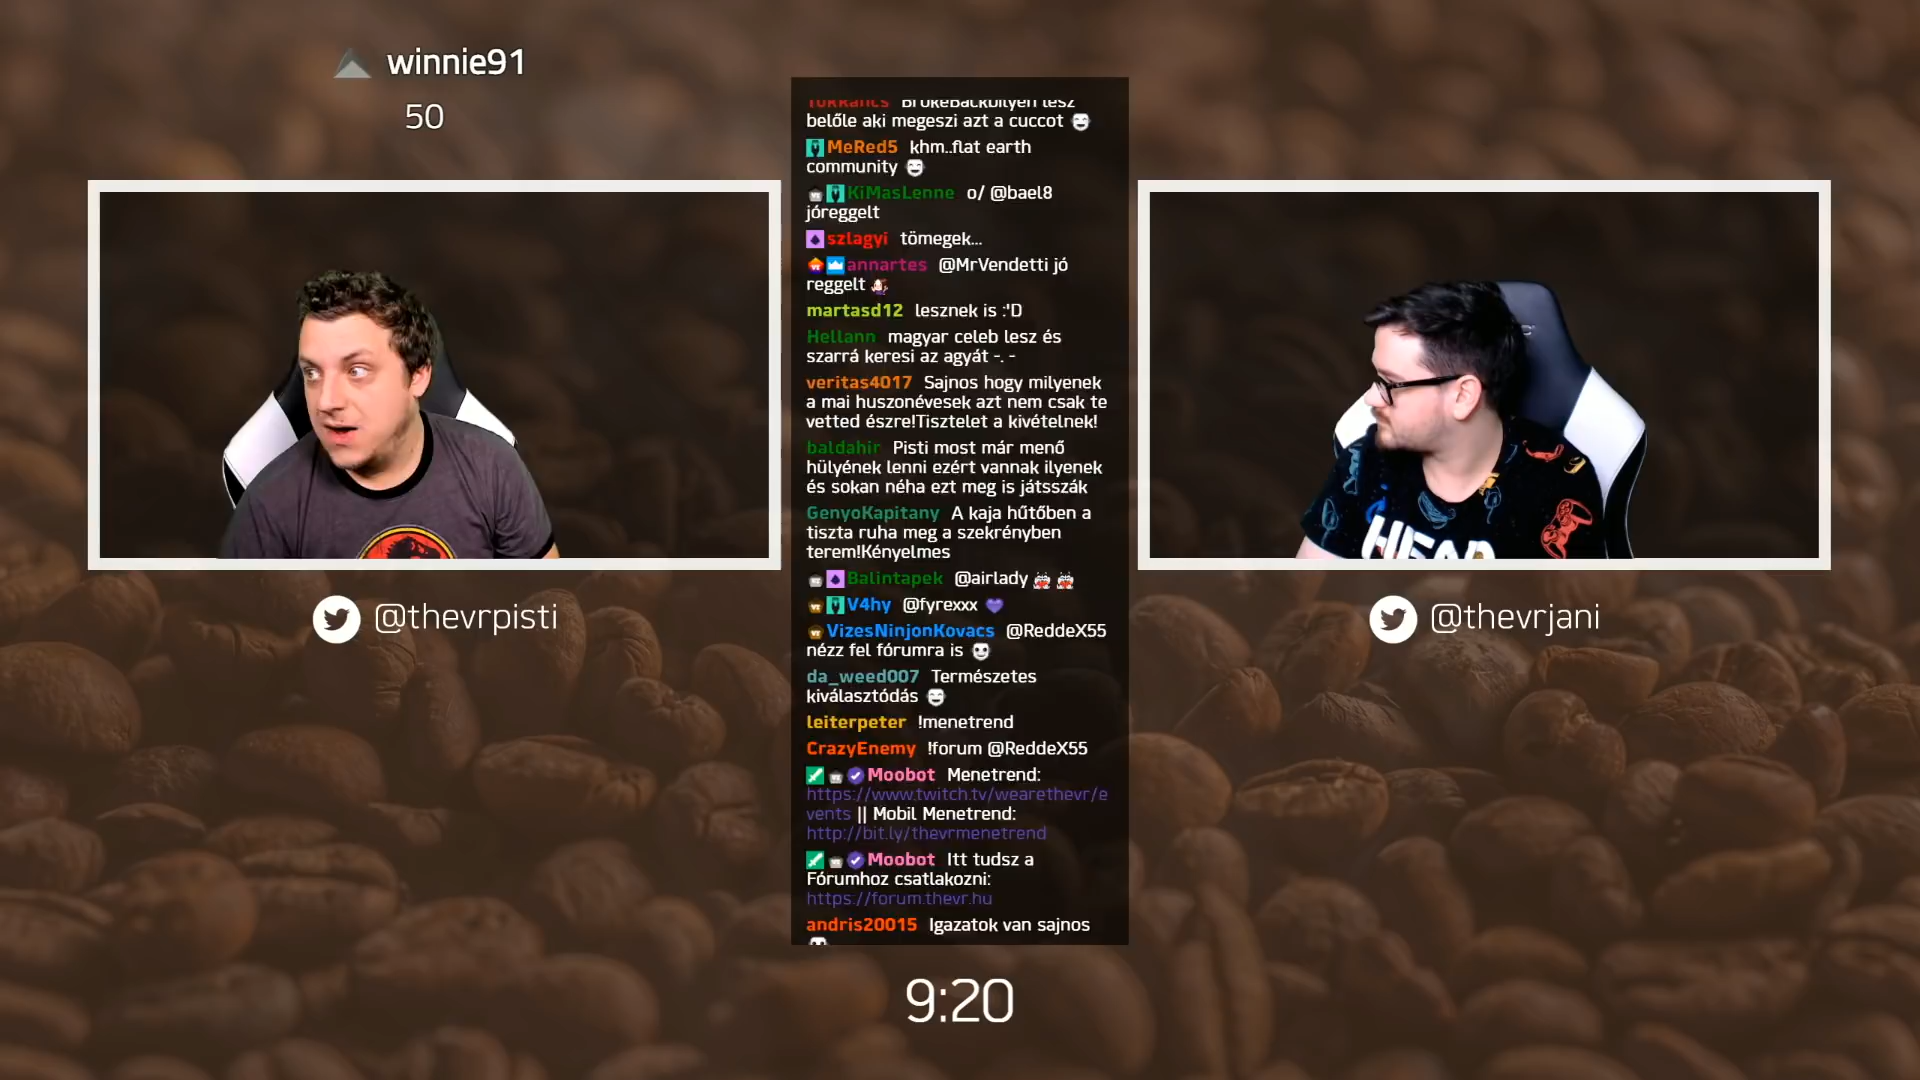 winnie91
50
belőle aki megeszi azt a cuccot
MeRed5 khm..flat earth
community
KiMasLenne o/ @bael8
jóreggelt
szlagyi tömegek...
annartes @MrVendetti jó
reggelt
martasd12 lesznek is :'D
Hellann magyar celeb lesz és
szarrá keresi az agyát -. -
veritas4017 Sajnos hogy milyenek
a mai huszonévesek azt nem csak te
vetted észre!Tisztelet a kivételnek!
baldahir Pisti most már menő
hülyének lenni ezért vannak ilyenek
és sokan néha ezt meg is játsszák
GenyoKapitany A kaja hűtőben a
tiszta ruha meg a szekrényben
terem!Kényelmes
Balintapek @airlady
V4hy @fyrexxx
VizesNinjonKovacs @ReddeX55
nézz fel fórumra is
da_weed007 Természetes
kiválasztódás
leiterpeter !menetrend
CrazyEnemy !forum @ReddeX55
Moobot Menetrend:
https://www.twitch.tv/wearethevr/e
vents || Mobil Menetrend:
http://bit.ly/thevrmenetrend
Moobot Itt tudsz a
Fórumhoz csatlakozni:
https://forum.thevr.hu
andris20015 Igazatok van sajnos
@thevrpisti
HEAD
@thevrjani
9:20